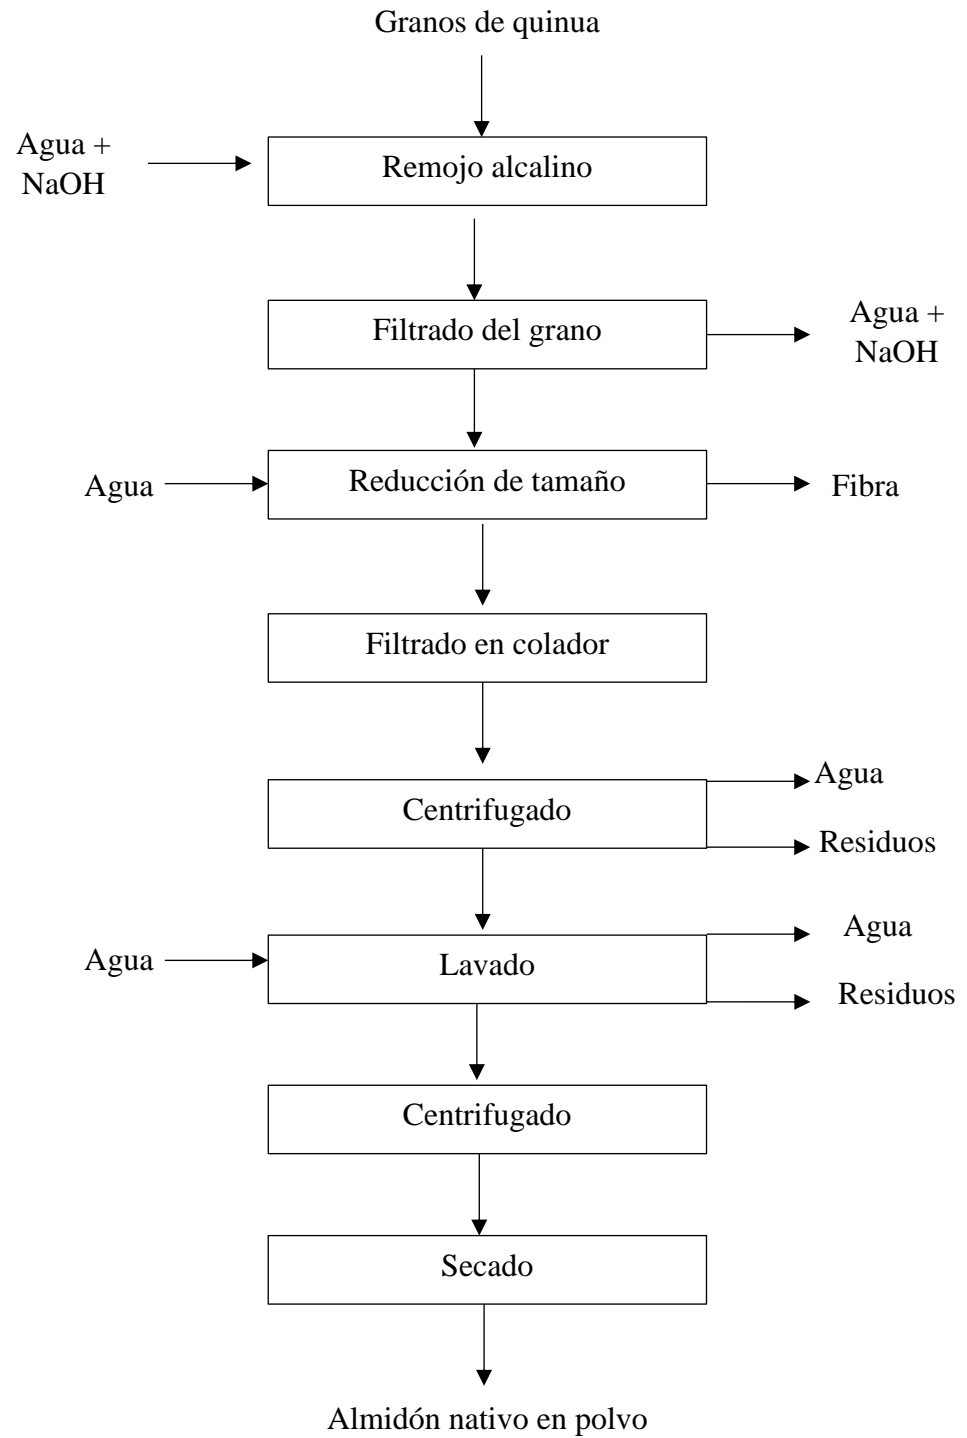 Granos de quinua
Agua +
NaOH
Remojo alcalino
Filtrado del grano
Agua +
NaOH
Agua
Reducción de tamaño
Fibra
Filtrado en colador
Centrifugado
Agua
Residuos
Agua
Lavado
Agua
Residuos
Centrifugado
Secado
Almidón nativo en polvo